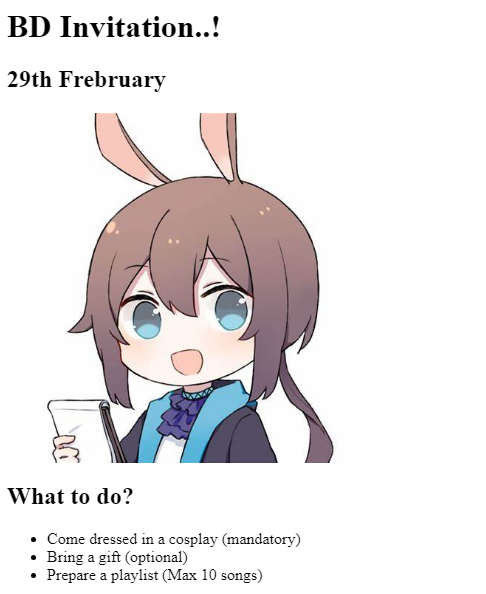 BD Invitation..!
29th Frebruary
What to do?
Come dressed in a cosplay (mandatory)
Bring a gift (optional)
Prepare a playlist (Max 10 songs)